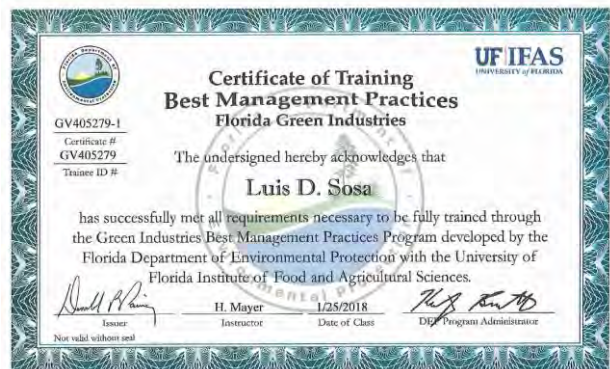 UF IFAS
UNIVERSITY of FLORIDA
Certificate of Training
Best Management Practices
Florida Green Industries
GV405279-1
Certificate #
GV405279
Trainee ID #
The undersigned hereby acknowledges that
Luis D. Sosa
has successfully met all requirements necessary to be fully trained through
the Green Industries Best Management Practices Program developed by the
Florida Department of Environmental Protection with the University of
Florida Institute of Food and Agricultural Sciences.
H. Mayer
1/25/2018
Issuer
Instructor
Date of Class
DEP Program Administrator
Not valid without seal